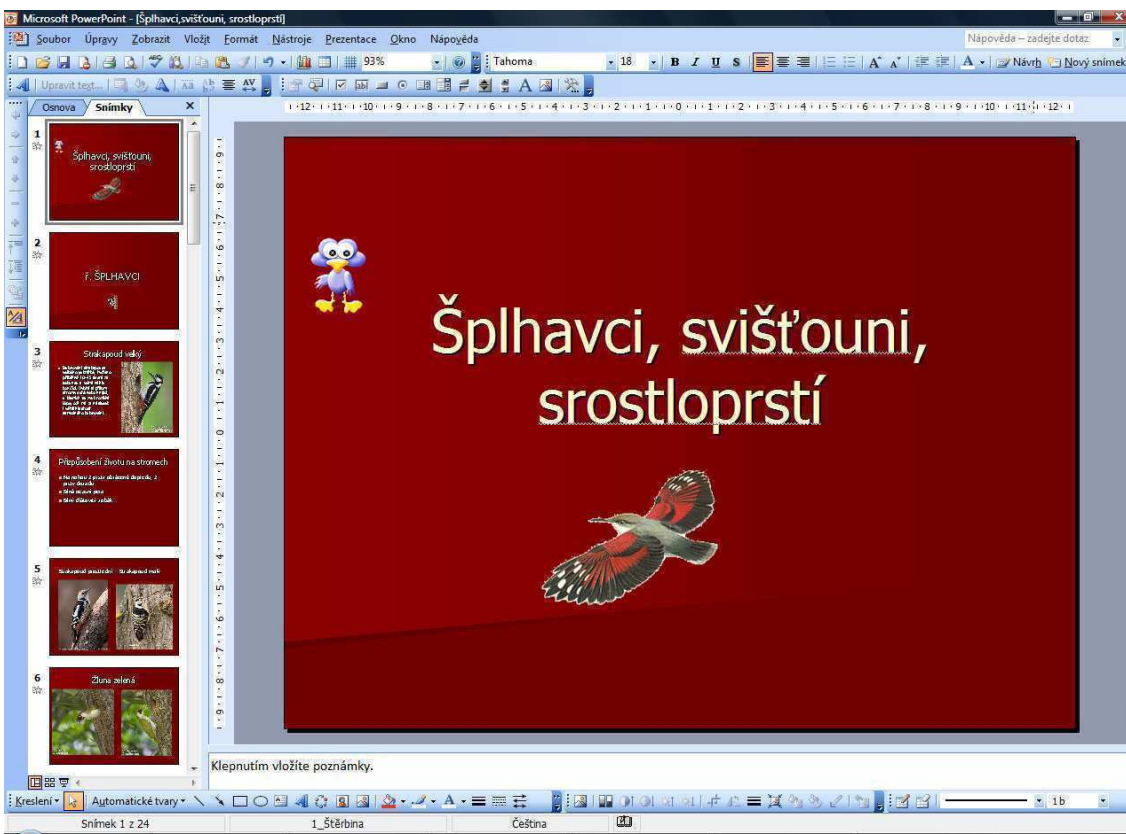 Microsoft PowerPoint - [Šplhavci,svišťouni, srostloprstí]
Soubor Úpravy Zobrazit Vložit Formát Nástroje Prezentace Okno Nápověda
Nápověda – zadejte dotaz
93% Tahoma 18 B I U S Návrh Nový snímek
Upravit text...
Osnova Snímky
1
Šplhavci, svišťouni,
srostloprstí
2
ř. ŠPLHAVCI
3
Strakapoud velký
4
Přizpůsobení životu na stromech
5
Strakapoud prostřední Strakapoud malý
6
Žluna zelená
Šplhavci, svišťouni,
srostloprstí
Klepnutím vložíte poznámky.
Kreslení Automatické tvary
1b
Snímek 1 z 24 1_Štěrbina Čeština